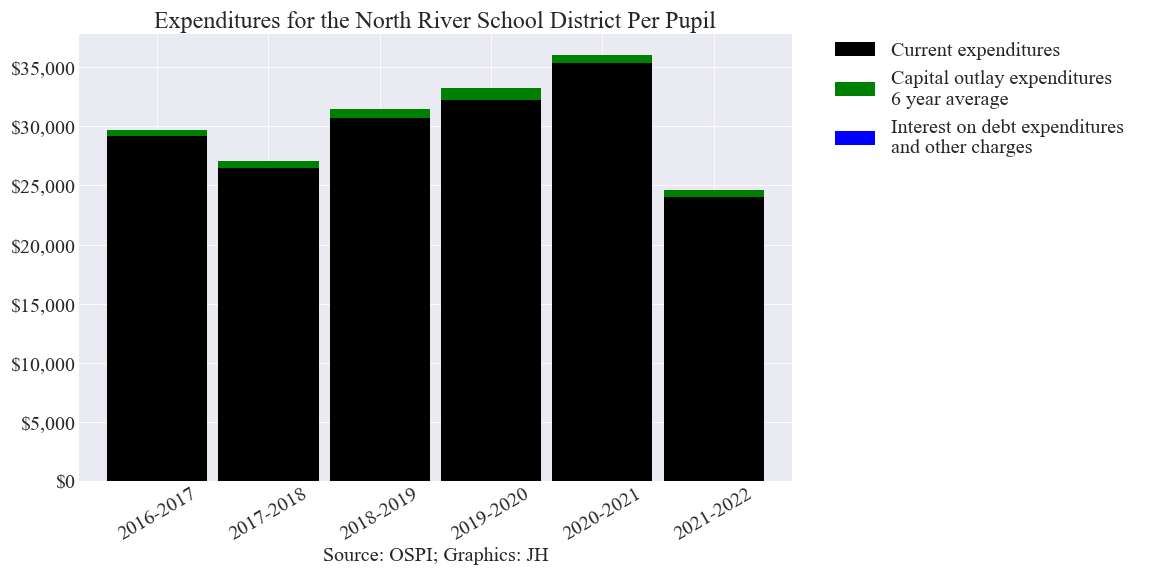 Expenditures for the North River School District Per Pupil
$35,000
$30,000
$25,000
$20,000
$15,000
$10,000
$5,000
$0
2016-2017
2017-2018
2018-2019
2019-2020
2020-2021
2021-2022
Source: OSPI; Graphics: JH
Current expenditures
Capital outlay expenditures
6 year average
Interest on debt expenditures
and other charges